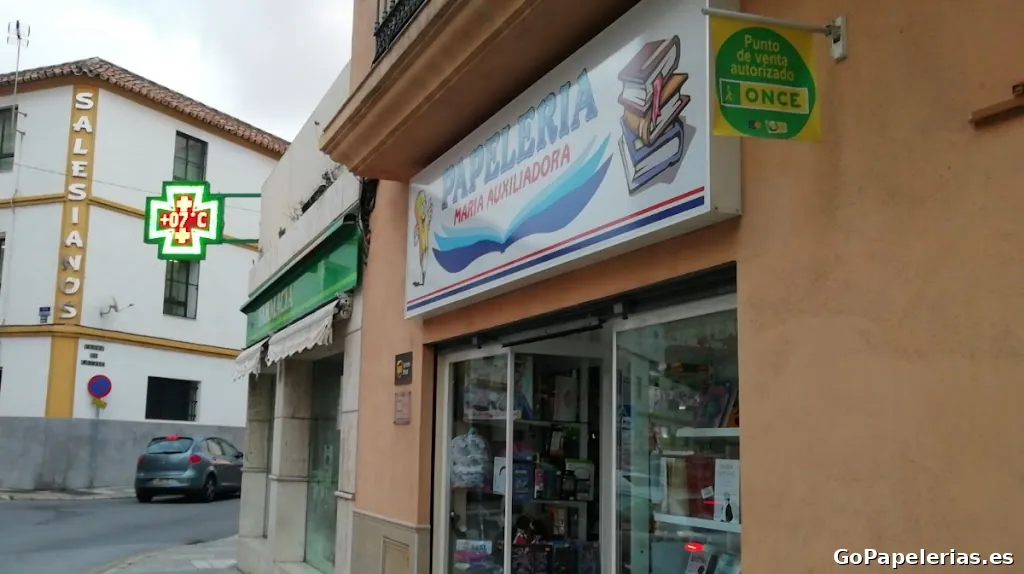 SALESIANOS
+07°C
PAPELERIA
MARIA AUXILIADORA
Punto
de venta
autorizado
ONCE
GoPapelerias.es